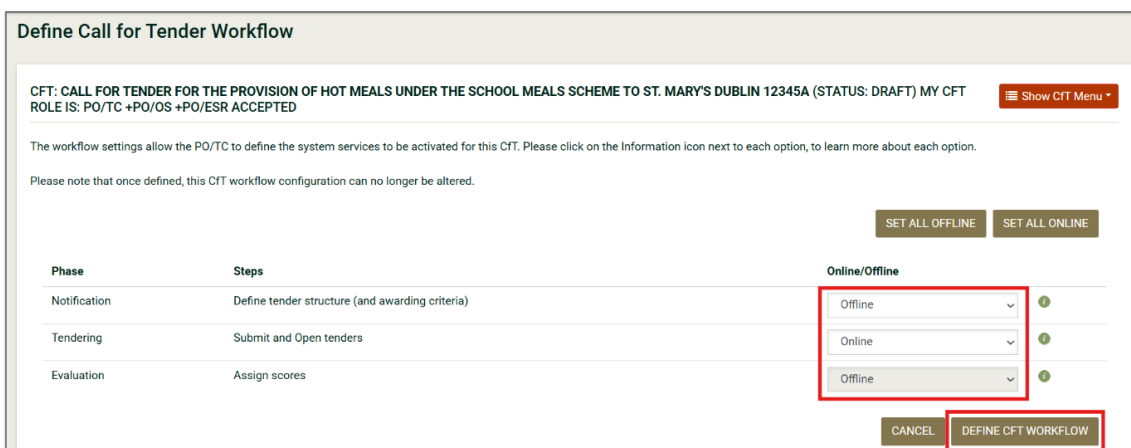 Define Call for Tender Workflow
CFT: CALL FOR TENDER FOR THE PROVISION OF HOT MEALS UNDER THE SCHOOL MEALS SCHEME TO ST. MARY'S DUBLIN 12345A (STATUS: DRAFT) MY CFT
ROLE IS: PO/TC +PO/OS +PO/ESR ACCEPTED
Show CfT Menu
The workflow settings allow the PO/TC to define the system services to be activated for this CfT. Please click on the Information icon next to each option, to learn more about each option.
Please note that once defined, this CfT workflow configuration can no longer be altered.
SET ALL OFFLINE SET ALL ONLINE
Phase Steps Online/Offline
Notification Define tender structure (and awarding criteria) Offline
Tendering Submit and Open tenders Online
Evaluation Assign scores Offline
CANCEL DEFINE CFT WORKFLOW